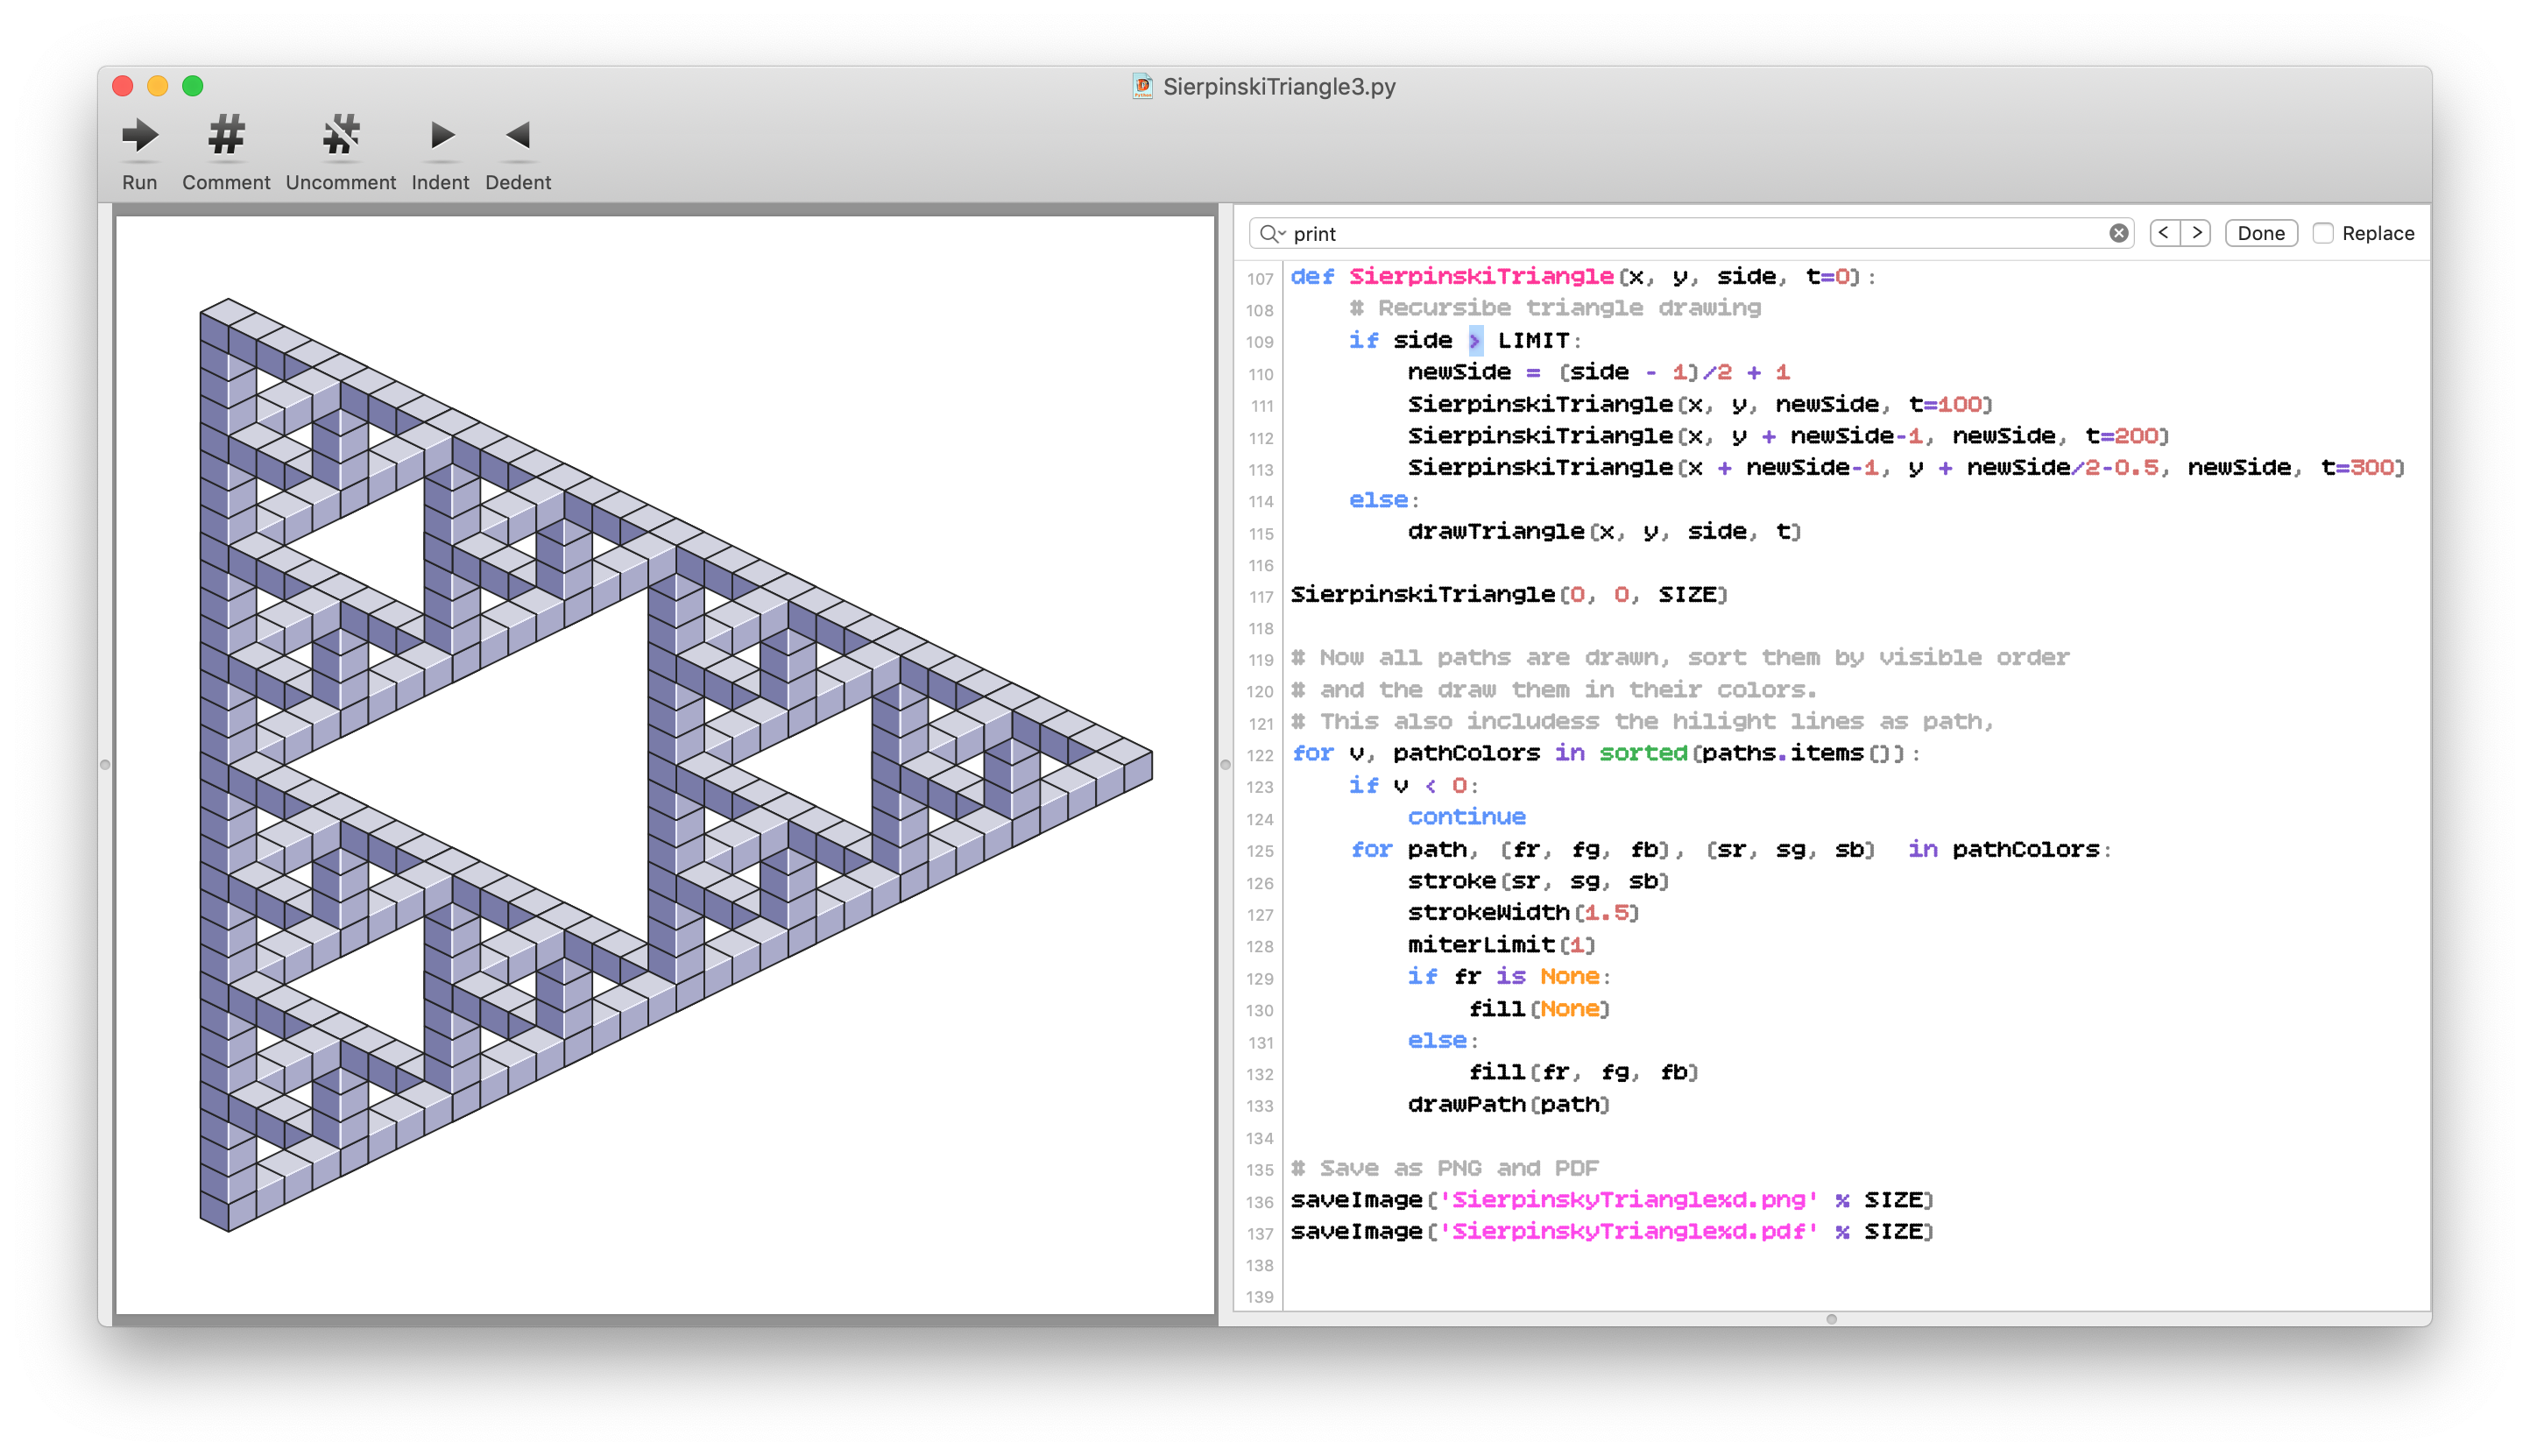 SierpinskiTriangle3.py
Run Comment Uncomment Indent Dedent
print < > Done Replace
107 def SierpinskiTriangle(x, y, side, t=0):
108 # Recursibe triangle drawing
109 if side > LIMIT:
110 newSide = (side - 1)/2 + 1
111 SierpinskiTriangle(x, y, newSide, t=100)
112 SierpinskiTriangle(x, y + newSide-1, newSide, t=200)
113 SierpinskiTriangle(x + newSide-1, y + newSide/2-0.5, newSide, t=300)
114 else:
115 drawTriangle(x, y, side, t)
116
117 SierpinskiTriangle(0, 0, SIZE)
118
119 # Now all paths are drawn, sort them by visible order
120 # and the draw them in their colors.
121 # This also includess the hilight lines as path,
122 for v, pathColors in sorted(paths.items()):
123 if v < 0:
124 continue
125 for path, (fr, fg, fb), (sr, sg, sb)  in pathColors:
126 stroke(sr, sg, sb)
127 strokeWidth(1.5)
128 miterLimit(1)
129 if fr is None:
130 fill(None)
131 else:
132 fill(fr, fg, fb)
133 drawPath(path)
134
135 # Save as PNG and PDF
136 saveImage('SierpinskyTriangle%d.png' % SIZE)
137 saveImage('SierpinskyTriangle%d.pdf' % SIZE)
138
139